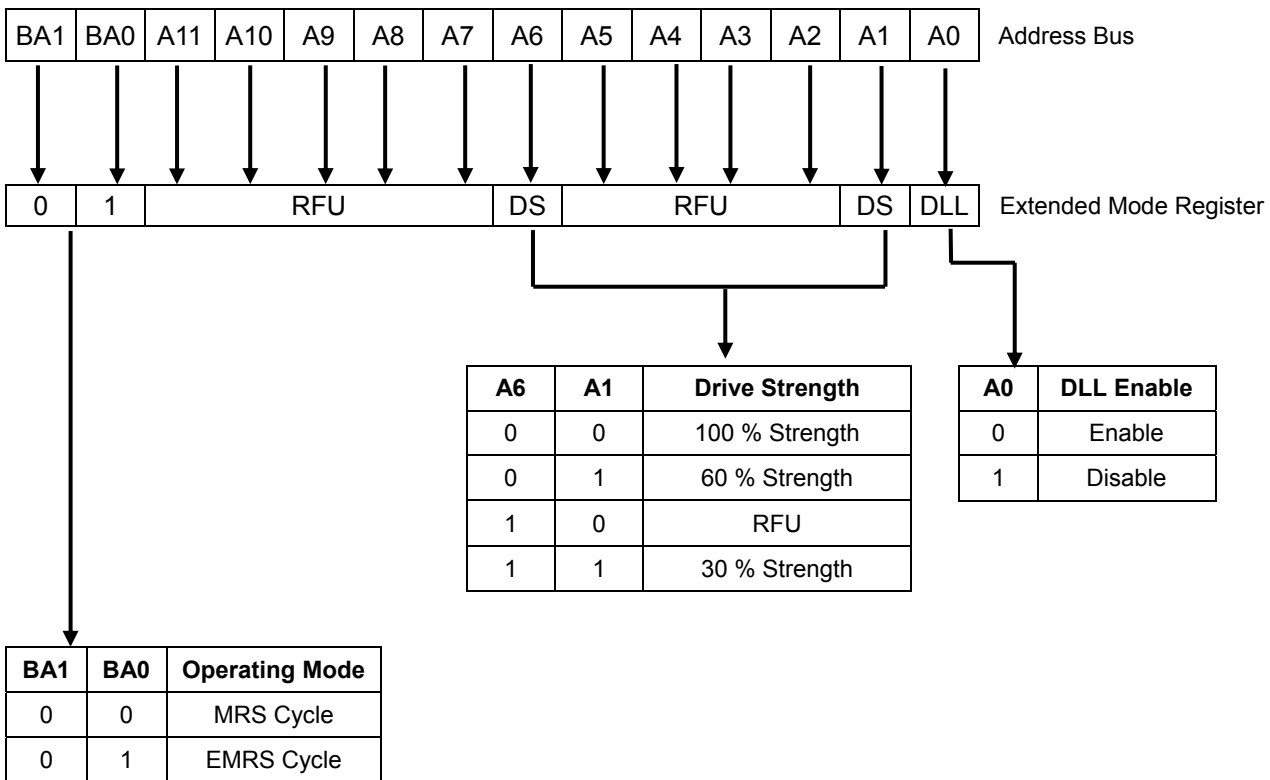 BA1 BA0 A11 A10 A9 A8 A7 A6 A5 A4 A3 A2 A1 A0 Address Bus
0 1 RFU DS RFU DS DLL Extended Mode Register
A6 A1 Drive Strength
0 0 100 % Strength
0 1 60 % Strength
1 0 RFU
1 1 30 % Strength
A0 DLL Enable
0 Enable
1 Disable
BA1 BA0 Operating Mode
0 0 MRS Cycle
0 1 EMRS Cycle